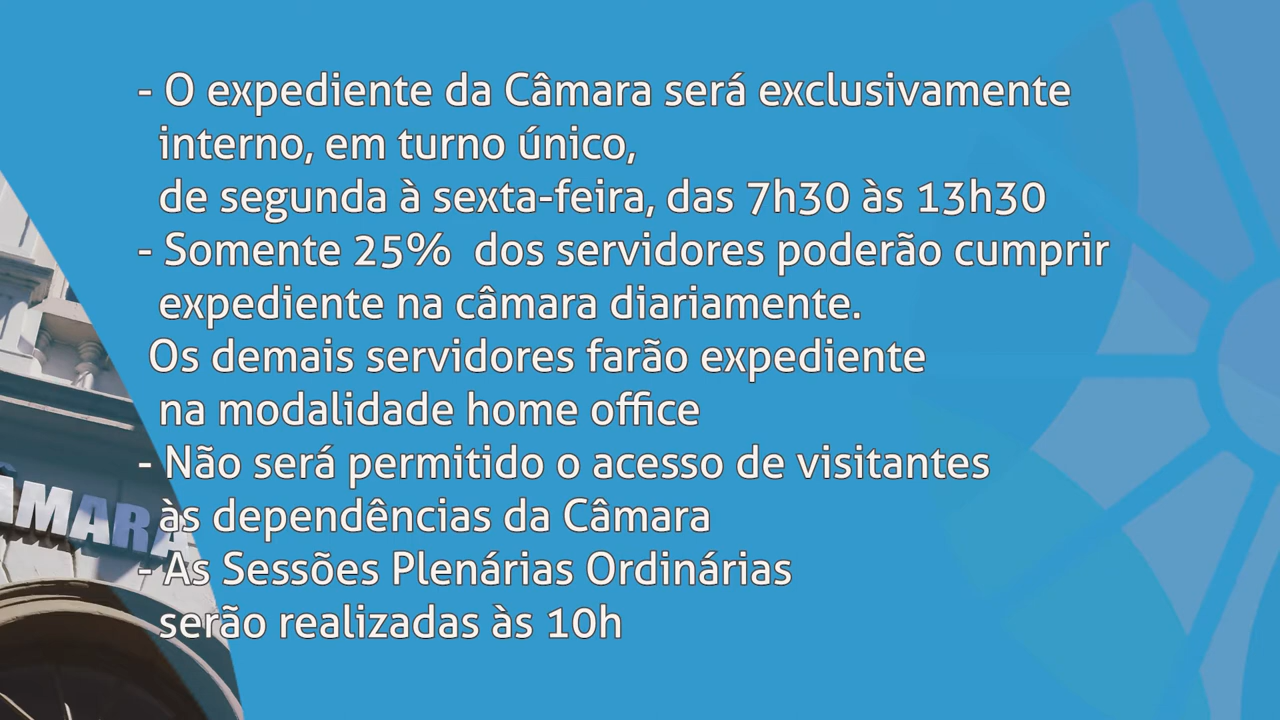 - O expediente da Câmara será exclusivamente
interno, em turno único,
de segunda à sexta-feira, das 7h30 às 13h30
- Somente 25% dos servidores poderão cumprir
expediente na câmara diariamente.
Os demais servidores farão expediente
na modalidade home office
- Não será permitido o acesso de visitantes
às dependências da Câmara
- As Sessões Plenárias Ordinárias
serão realizadas às 10h